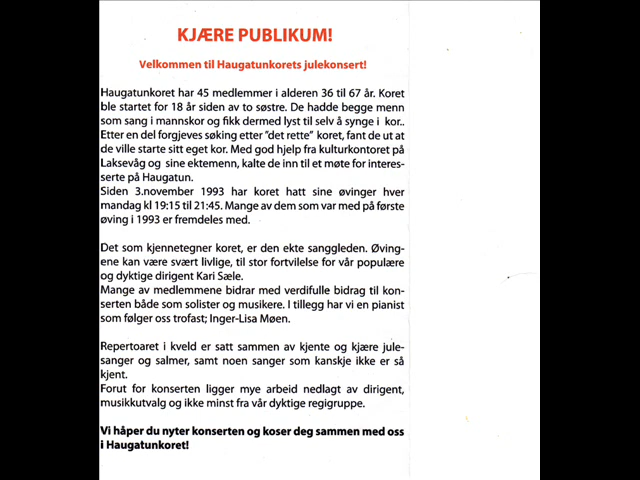 KJÆRE PUBLIKUM!
Velkommen til Haugatunkorets julekonsert!
Haugatunkoret har 45 medlemmer i alderen 36 til 67 år. Koret
ble startet for 18 år siden av to søstre. De hadde begge menn
som sang i mannskor og fikk dermed lyst til selv å synge i kor..
Etter en del forgjeves søking etter "det rette" koret, fant de ut at
de ville starte sitt eget kor. Med god hjelp fra kulturkontoret på
Laksevåg og sine ektemenn, kalte de inn til et møte for interes-
serte på Haugatun.
Siden 3.november 1993 har koret hatt sine øvinger hver
mandag kl 19:15 til 21:45. Mange av dem som var med på første
øving i 1993 er fremdeles med.
Det som kjennetegner koret, er den ekte sanggleden. Øving-
ene kan være svært livlige, til stor fortvilelse for vår populære
og dyktige dirigent Kari Sæle.
Mange av medlemmene bidrar med verdifulle bidrag til kon-
serten både som solister og musikere. I tillegg har vi en pianist
som følger oss trofast; Inger-Lisa Møen.
Repertoaret i kveld er satt sammen av kjente og kjære jule-
sanger og salmer, samt noen sanger som kanskje ikke er så
kjent.
Forut for konserten ligger mye arbeid nedlagt av dirigent,
musikkutvalg og ikke minst fra vår dyktige regigruppe.
Vi håper du nyter konserten og koser deg sammen med oss
i Haugatunkoret!